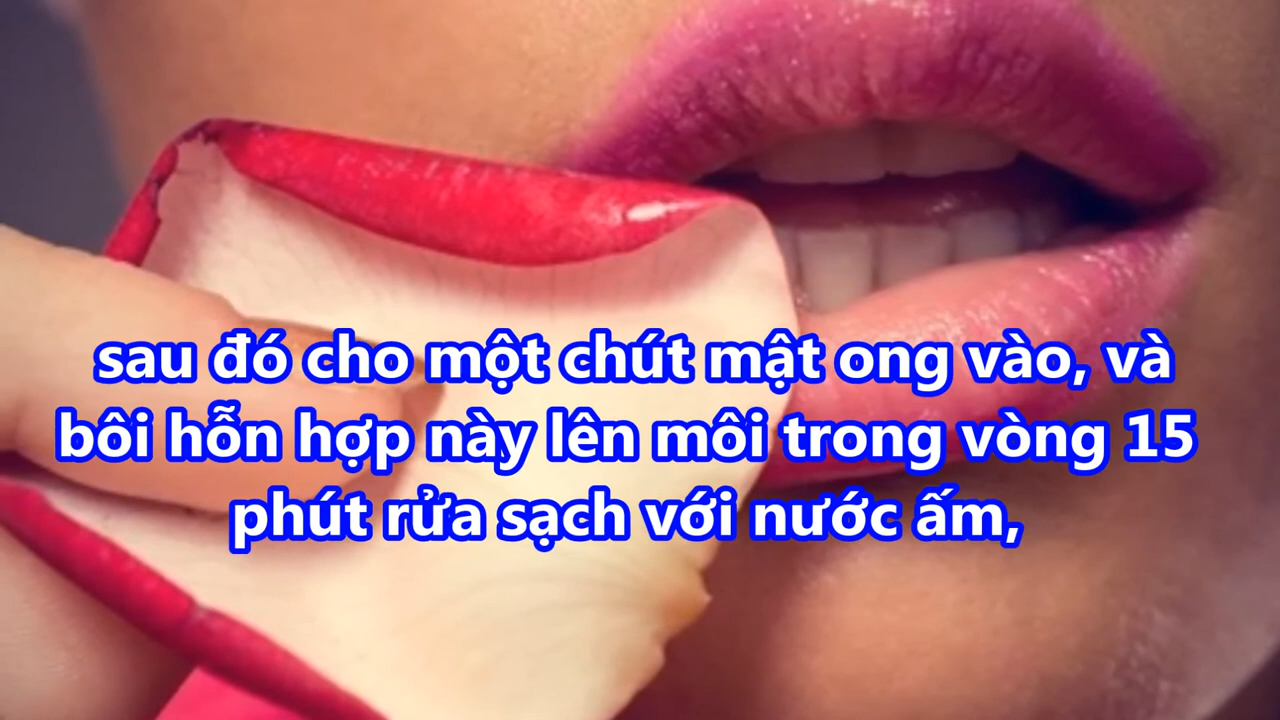 sau đó cho một chút mật ong vào, và
bôi hỗn hợp này lên môi trong vòng 15
phút rửa sạch với nước ấm,